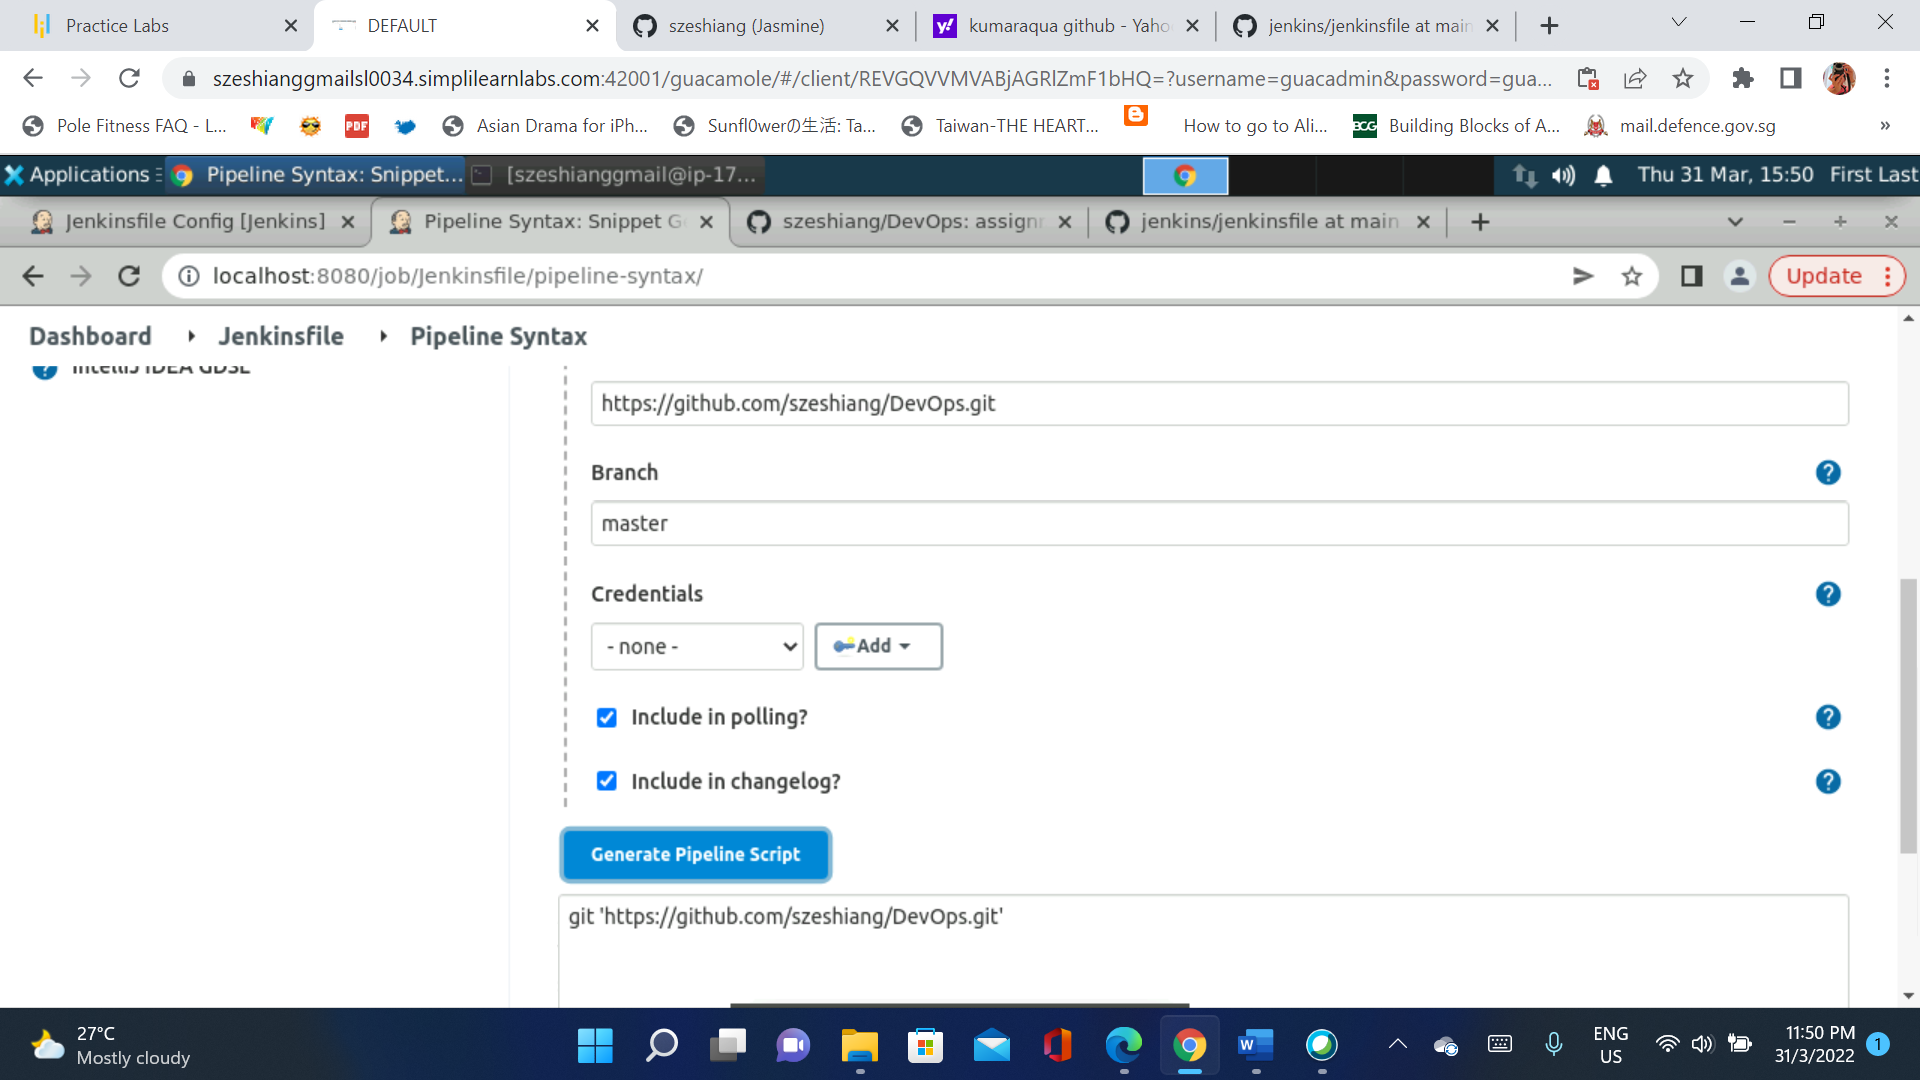 Practice Labs
DEFAULT
szeshiang (Jasmine)
kumaraqua github - Yaho
jenkins/jenkinsfile at main
szeshianggmailsl0034.simplilearnlabs.com:42001/guacamole/#/client/REVGQVVMVABjAGRlZmF1bHQ=?username=guacadmin&password=gua...
Pole Fitness FAQ - L...
PDF
Asian Drama for iPh...
Sunfl0werの生活: Ta...
Taiwan-THE HEART...
How to go to Ali...
BCG
Building Blocks of A...
mail.defence.gov.sg
»
Applications
Pipeline Syntax: Snippet...
[szeshianggmail@ip-17...
Thu 31 Mar, 15:50
First Last
Jenkinsfile Config [Jenkins]
Pipeline Syntax: Snippet G
szeshiang/DevOps: assignm
jenkins/jenkinsfile at main
localhost:8080/job/Jenkinsfile/pipeline-syntax/
Update
Dashboard
Jenkinsfile
Pipeline Syntax
IntelliJ IDEA GDSL
https://github.com/szeshiang/DevOps.git
Branch
master
Credentials
- none -
Add
Include in polling?
Include in changelog?
Generate Pipeline Script
git 'https://github.com/szeshiang/DevOps.git'
27°C
Mostly cloudy
ENG
US
11:50 PM
31/3/2022
1